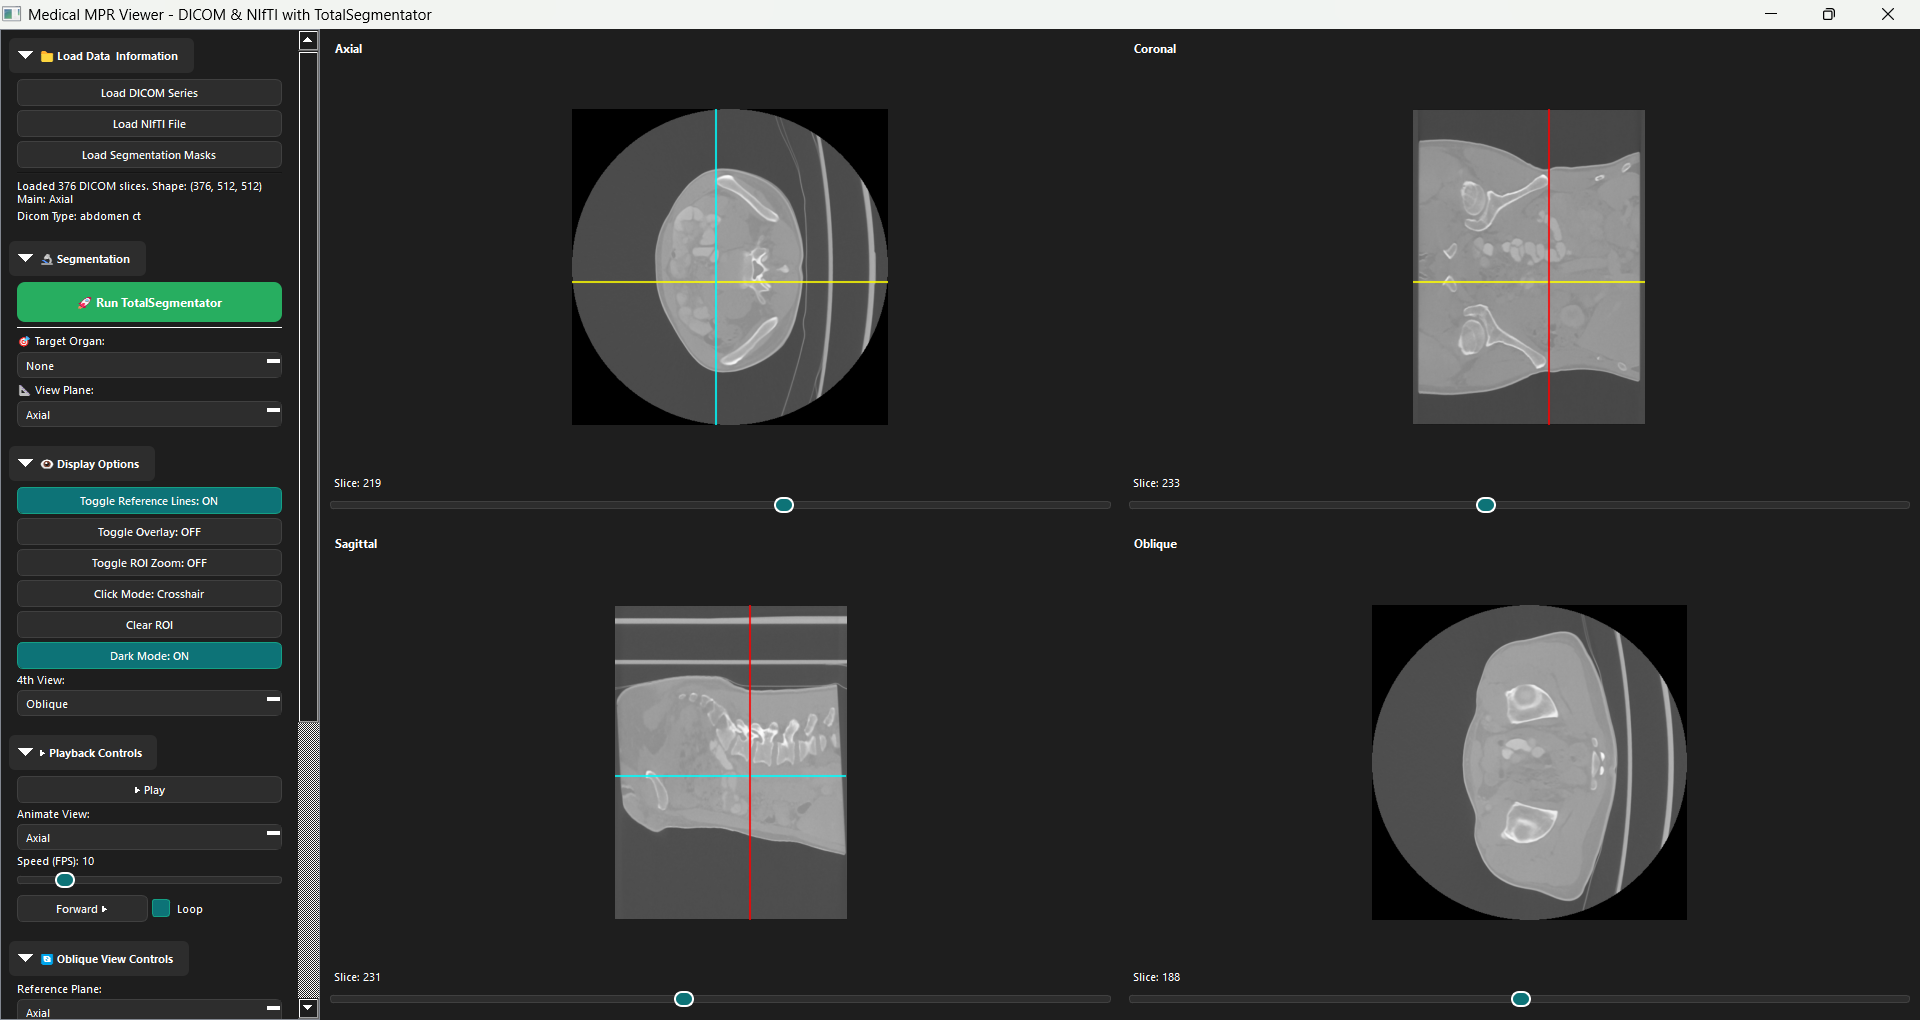 Medical MPR Viewer - DICOM & NIfTI with TotalSegmentator
Load Data Information
Load DICOM Series
Load NIfTI File
Load Segmentation Masks
Loaded 376 DICOM slices. Shape: (376, 512, 512)
Main: Axial
Dicom Type: abdomen ct
Segmentation
Run TotalSegmentator
Target Organ:
None
View Plane:
Axial
Display Options
Toggle Reference Lines: ON
Toggle Overlay: OFF
Toggle ROI Zoom: OFF
Click Mode: Crosshair
Clear ROI
Dark Mode: ON
4th View:
Oblique
Playback Controls
Play
Animate View:
Axial
Speed (FPS): 10
Forward
Loop
Oblique View Controls
Reference Plane:
Axial
Axial
Slice: 219
Coronal
Slice: 233
Sagittal
Slice: 231
Oblique
Slice: 188